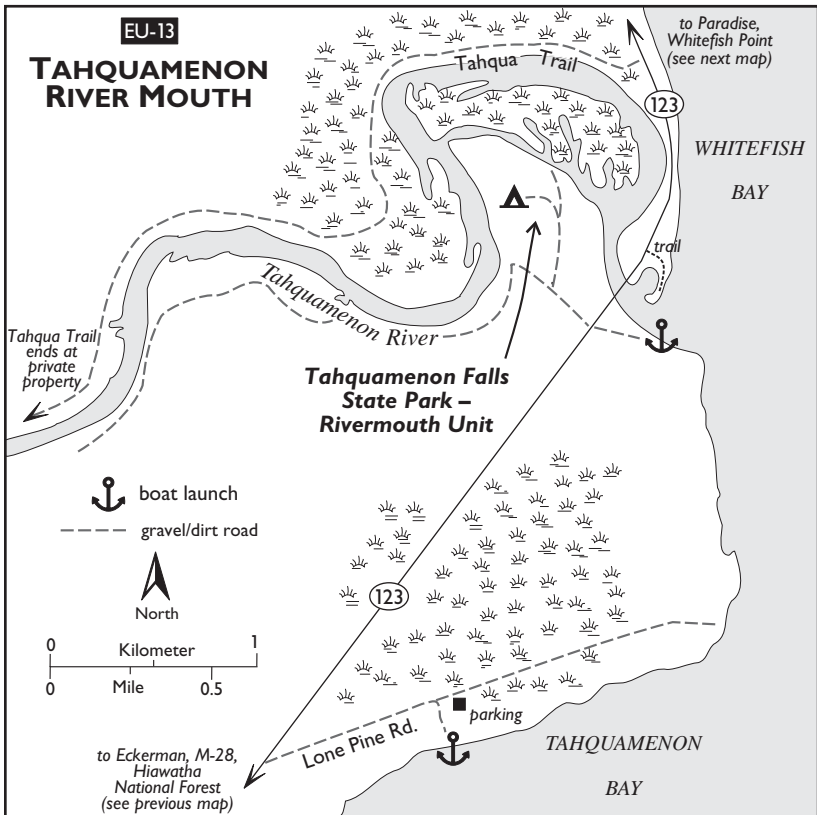 EU-13
TAHQUAMENON
RIVER MOUTH
to Paradise,
Whitefish Point
(see next map)
Tahqua Trail
123
WHITEFISH
BAY
trail
Tahquamenon River
Tahqua Trail
ends at
private
property
Tahquamenon Falls
State Park –
Rivermouth Unit
boat launch
gravel/dirt road
North
0 Kilometer 1
0 Mile 0.5
123
Lone Pine Rd.
parking
to Eckerman, M-28,
Hiawatha
National Forest
(see previous map)
TAHQUAMENON
BAY